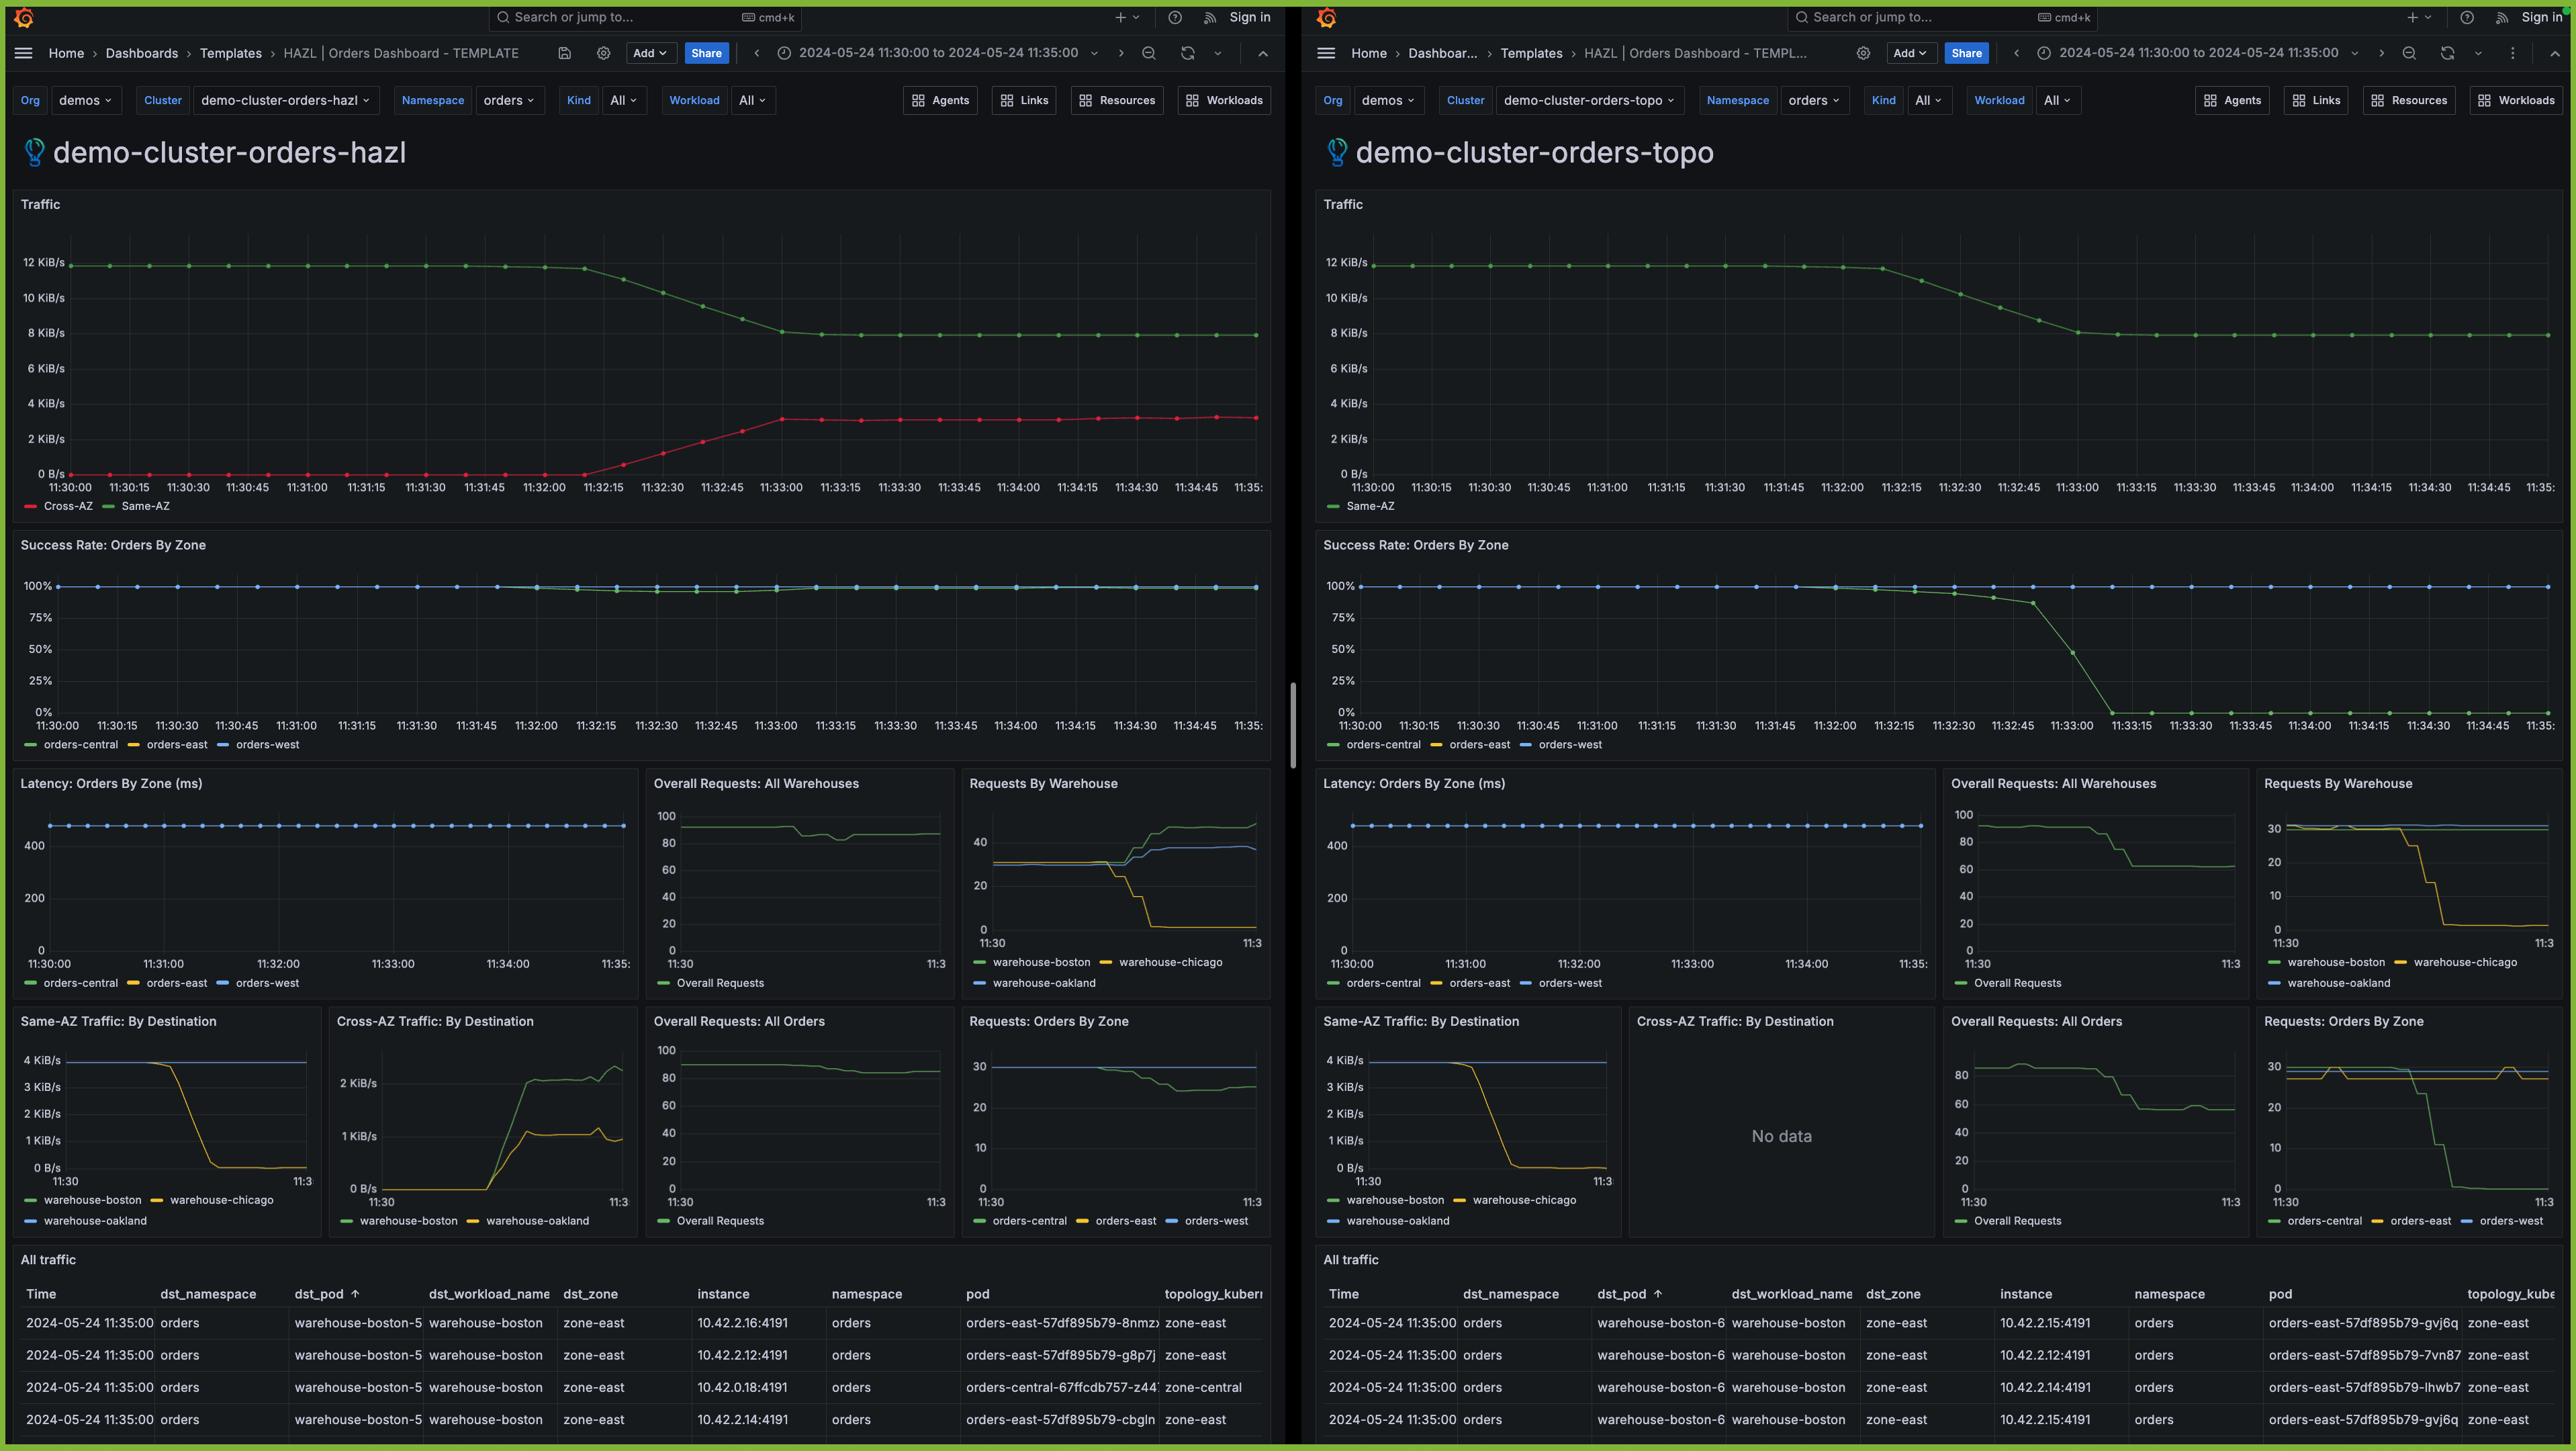 Search or jump to... cmd+k Sign in
Home › Dashboards › Templates › HAZL | Orders Dashboard - TEMPLATE Add Share 2024-05-24 11:30:00 to 2024-05-24 11:35:00
Org demos Cluster demo-cluster-orders-hazl Namespace orders Kind All Workload All Agents Links Resources Workloads
demo-cluster-orders-hazl
Traffic
12 KiB/s
10 KiB/s
8 KiB/s
6 KiB/s
4 KiB/s
2 KiB/s
0 B/s
11:30:00 11:30:15 11:30:30 11:30:45 11:31:00 11:31:15 11:31:30 11:31:45 11:32:00 11:32:15 11:32:30 11:32:45 11:33:00 11:33:15 11:33:30 11:33:45 11:34:00 11:34:15 11:34:30 11:34:45 11:35:
Cross-AZ Same-AZ
Success Rate: Orders By Zone
100%
75%
50%
25%
0%
11:30:00 11:30:15 11:30:30 11:30:45 11:31:00 11:31:15 11:31:30 11:31:45 11:32:00 11:32:15 11:32:30 11:32:45 11:33:00 11:33:15 11:33:30 11:33:45 11:34:00 11:34:15 11:34:30 11:34:45 11:35:
orders-central orders-east orders-west
Latency: Orders By Zone (ms)
400
200
0
11:30:00 11:31:00 11:32:00 11:33:00 11:34:00 11:35:
orders-central orders-east orders-west
Overall Requests: All Warehouses
100
80
60
40
20
0
11:30 11:3
Overall Requests
Requests By Warehouse
40
20
0
11:30 11:3
warehouse-boston warehouse-chicago
warehouse-oakland
Same-AZ Traffic: By Destination
4 KiB/s
3 KiB/s
2 KiB/s
1 KiB/s
0 B/s
11:30 11:3
warehouse-boston warehouse-chicago
warehouse-oakland
Cross-AZ Traffic: By Destination
2 KiB/s
1 KiB/s
0 B/s
11:30 11:3
warehouse-boston warehouse-oakland
Overall Requests: All Orders
100
80
60
40
20
0
11:30 11:3
Overall Requests
Requests: Orders By Zone
30
20
10
0
11:30 11:3
orders-central orders-east orders-west
All traffic
Time dst_namespace dst_pod ↑ dst_workload_name dst_zone instance namespace pod topology_kuber
2024-05-24 11:35:00 orders warehouse-boston-5 warehouse-boston zone-east 10.42.2.16:4191 orders orders-east-57df895b79-8nmz zone-east
2024-05-24 11:35:00 orders warehouse-boston-5 warehouse-boston zone-east 10.42.2.12:4191 orders orders-east-57df895b79-g8p7j zone-east
2024-05-24 11:35:00 orders warehouse-boston-5 warehouse-boston zone-east 10.42.0.18:4191 orders orders-central-67ffcdb757-z44 zone-central
2024-05-24 11:35:00 orders warehouse-boston-5 warehouse-boston zone-east 10.42.2.14:4191 orders orders-east-57df895b79-cbgln zone-east
Search or jump to... cmd+k Sign in
Home › Dashboar... › Templates › HAZL | Orders Dashboard - TEMPL... Add Share 2024-05-24 11:30:00 to 2024-05-24 11:35:00
Org demos Cluster demo-cluster-orders-topo Namespace orders Kind All Workload All Agents Links Resources Workloads
demo-cluster-orders-topo
Traffic
12 KiB/s
10 KiB/s
8 KiB/s
6 KiB/s
4 KiB/s
2 KiB/s
0 B/s
11:30:00 11:30:15 11:30:30 11:30:45 11:31:00 11:31:15 11:31:30 11:31:45 11:32:00 11:32:15 11:32:30 11:32:45 11:33:00 11:33:15 11:33:30 11:33:45 11:34:00 11:34:15 11:34:30 11:34:45 11:35:
Same-AZ
Success Rate: Orders By Zone
100%
75%
50%
25%
0%
11:30:00 11:30:15 11:30:30 11:30:45 11:31:00 11:31:15 11:31:30 11:31:45 11:32:00 11:32:15 11:32:30 11:32:45 11:33:00 11:33:15 11:33:30 11:33:45 11:34:00 11:34:15 11:34:30 11:34:45 11:35:
orders-central orders-east orders-west
Latency: Orders By Zone (ms)
400
200
0
11:30:00 11:31:00 11:32:00 11:33:00 11:34:00 11:35:
orders-central orders-east orders-west
Overall Requests: All Warehouses
100
80
60
40
20
0
11:30 11:3
Overall Requests
Requests By Warehouse
30
20
10
0
11:30 11:3
warehouse-boston warehouse-chicago
warehouse-oakland
Same-AZ Traffic: By Destination
4 KiB/s
3 KiB/s
2 KiB/s
1 KiB/s
0 B/s
11:30 11:3
warehouse-boston warehouse-chicago
warehouse-oakland
Cross-AZ Traffic: By Destination
No data
Overall Requests: All Orders
80
60
40
20
0
11:30 11:3
Overall Requests
Requests: Orders By Zone
30
20
10
0
11:30 11:3
orders-central orders-east orders-west
All traffic
Time dst_namespace dst_pod ↑ dst_workload_name dst_zone instance namespace pod topology_kube
2024-05-24 11:35:00 orders warehouse-boston-6 warehouse-boston zone-east 10.42.2.15:4191 orders orders-east-57df895b79-gvj6q zone-east
2024-05-24 11:35:00 orders warehouse-boston-6 warehouse-boston zone-east 10.42.2.12:4191 orders orders-east-57df895b79-7vn87 zone-east
2024-05-24 11:35:00 orders warehouse-boston-6 warehouse-boston zone-east 10.42.2.14:4191 orders orders-east-57df895b79-lhwb7 zone-east
2024-05-24 11:35:00 orders warehouse-boston-6 warehouse-boston zone-east 10.42.2.15:4191 orders orders-east-57df895b79-gvj6q zone-east